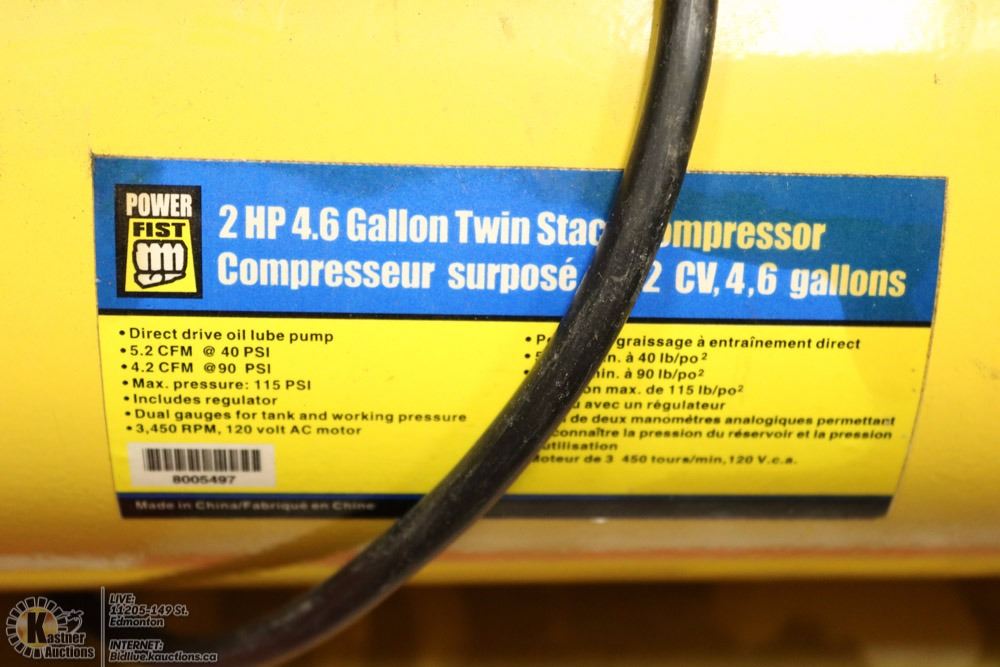 POWER
FIST
2 HP 4.6 Gallon Twin Stac ompressor
Compresseur surposé 2 CV, 4,6 gallons
• Direct drive oil lube pump
• 5.2 CFM @ 40 PSI
• 4.2 CFM @90 PSI
• Max. pressure: 115 PSI
• Includes regulator
• Dual gauges for tank and working pressure
• 3,450 RPM, 120 volt AC motor
8005497
• P graissage à entraînement direct
• 5 in. à 40 lb/po²
min. à 90 lb/po²
on max. de 115 lb/po²
u avec un régulateur
de deux manomètres analogiques permettant
connaître la pression du réservoir et la pression
utilisation
Moteur de 3 450 tours/min, 120 V.c.a.
Made in China/Fabriqué en Chine
Kastner
Auctions
LIVE:
11205-149 St.
Edmonton
INTERNET:
Bidlive.kauctions.ca